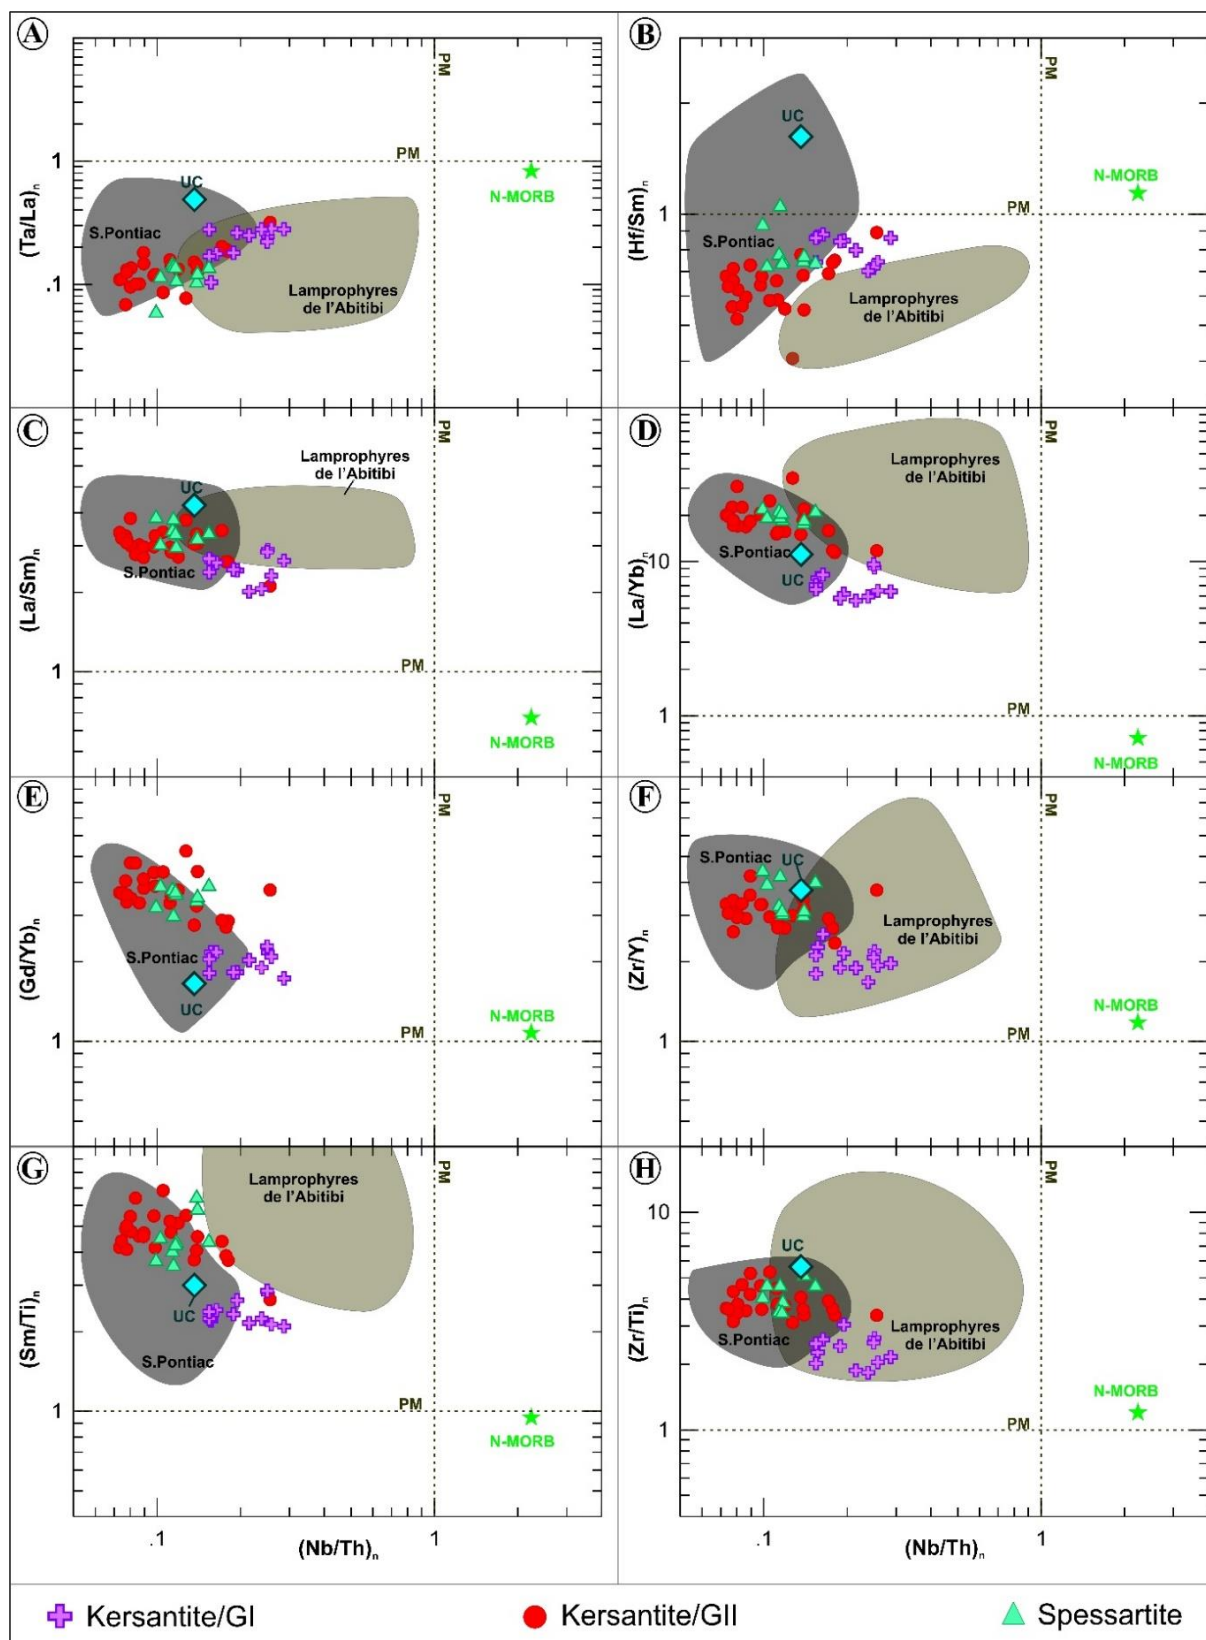 A
PM
1
PM
UC
N-MORB
(Ta/La)n
S.Pontiac
.1
Lamprophyres
de l'Abitibi
B
PM
UC
N-MORB
1
PM
(Hf/Sm)n
S.Pontiac
Lamprophyres
de l'Abitibi
C
PM
Lamprophyres
de l'Abitibi
UC
(La/Sm)n
S.Pontiac
1
PM
N-MORB
D
PM
Lamprophyres
de l'Abitibi
10
S.Pontiac
UC
(La/Yb)n
1
PM
N-MORB
E
PM
(Gd/Yb)n
S.Pontiac
UC
N-MORB
1
PM
F
PM
S.Pontiac
UC
Lamprophyres
de l'Abitibi
(Zr/Y)n
N-MORB
1
PM
G
Lamprophyres
de l'Abitibi
PM
UC
(Sm/Ti)n
S.Pontiac
1
PM
N-MORB
.1
1
(Nb/Th)n
H
PM
10
UC
(Zr/Ti)n
S.Pontiac
Lamprophyres
de l'Abitibi
N-MORB
1
PM
.1
1
(Nb/Th)n
Kersantite/GI
Kersantite/GII
Spessartite